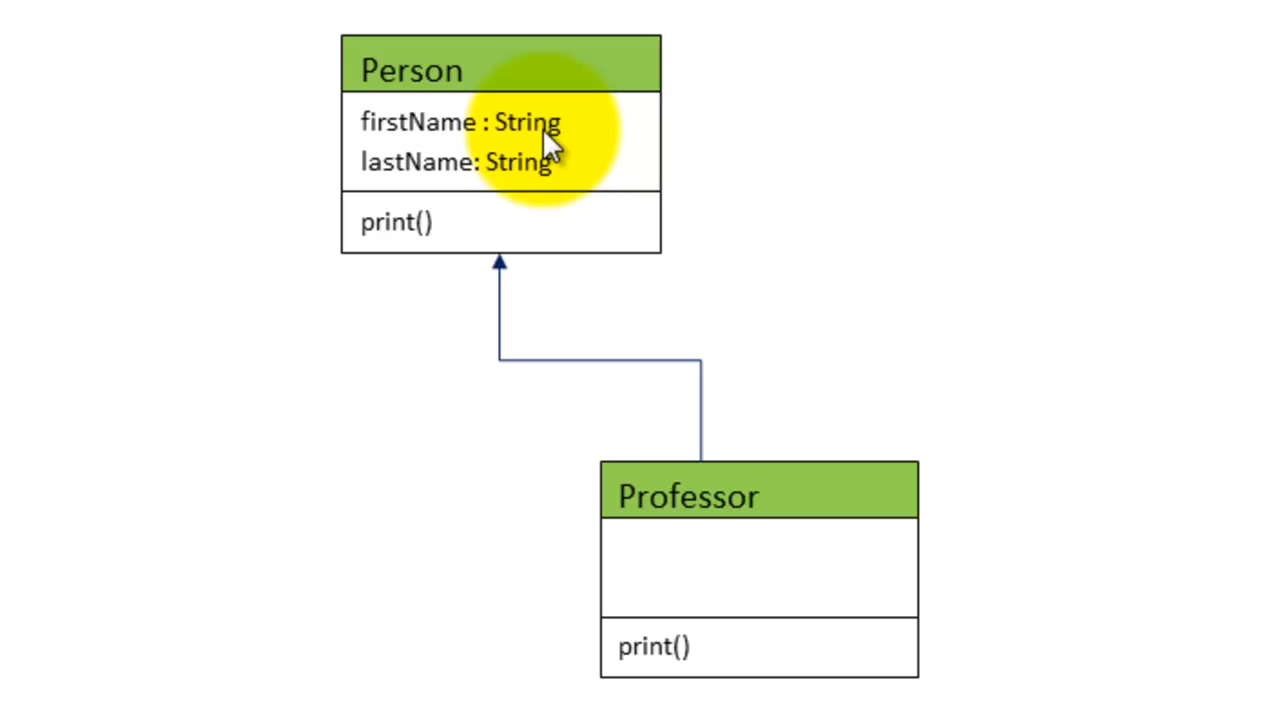 Person
firstName : String
lastName: String
print()
Professor
print()